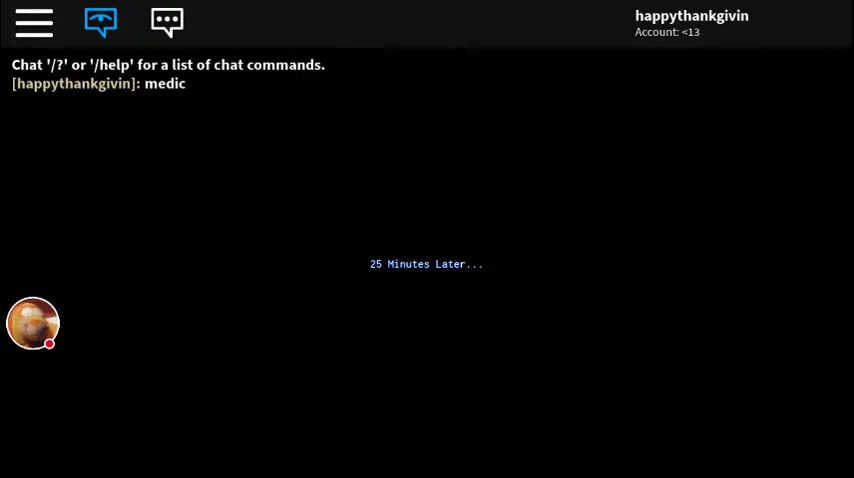 happythankgivin
Account: <13
Chat '/?' or '/help' for a list of chat commands.
[happythankgivin]: medic
25 Minutes Later...